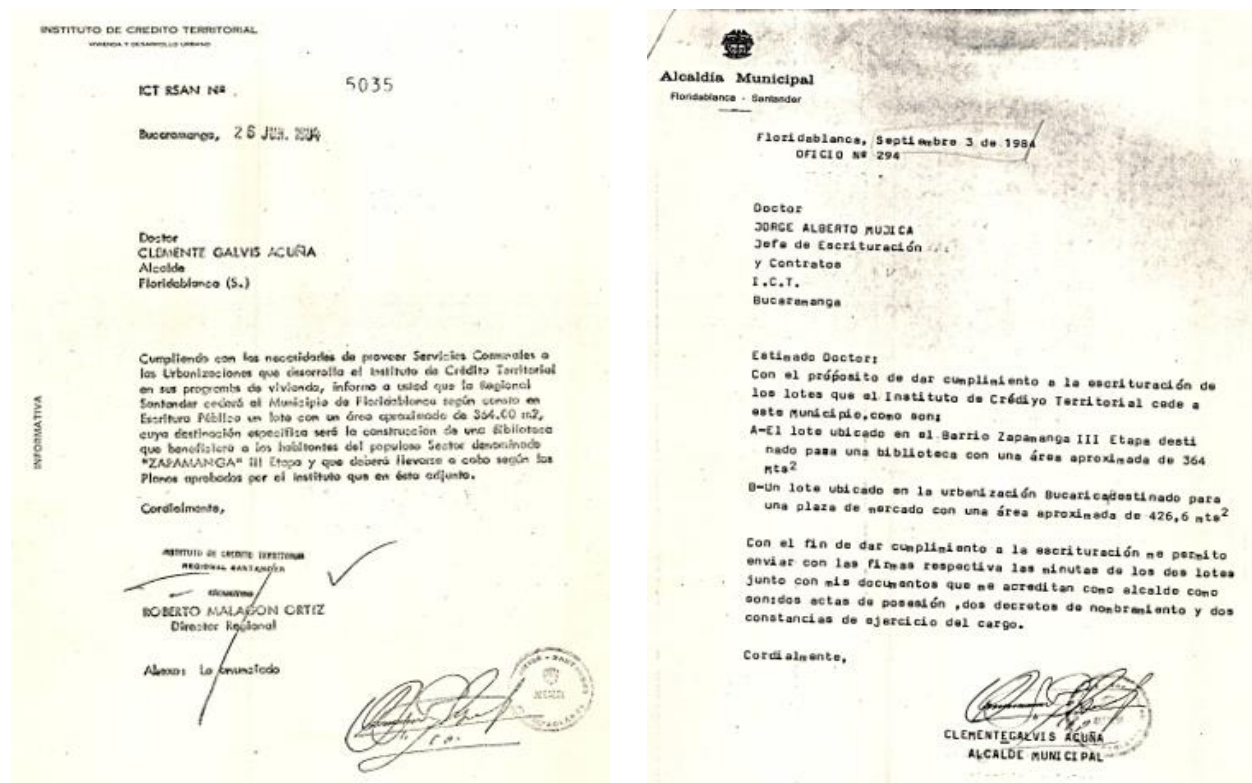 INSTITUTO DE CREDITO TERRITORIAL
VIVIENDA Y DESARROLLO URBANO
ICT RSAN Nº .
5035
Bucaramanga, 26 JUN. 1984
Doctor
CLEMENTE GALVIS ACUÑA
Alcalde
Floridablanca (S.)
Cumpliendo con las necesidades de proveer Servicios Comunales a
las Urbanizaciones que desarrolla el Instituto de Crédito Territorial
en sus programas de vivienda, informo a usted que la Regional
Santander cederá al Municipio de Floridablanca según consta en
Escritura Pública un lote con un área aproximada de 364.00 m2,
cuya destinación específica será la construcción de una Biblioteca
que beneficiará a los habitantes del populoso Sector denominado
"ZAPAMANGA" III Etapa y que deberá llevarse a cabo según los
Planos aprobados por el Instituto que en ésta adjunto.
Cordialmente,
INSTITUTO DE CREDITO TERRITORIAL
REGIONAL SANTANDER
ROBERTO MALAGON ORTIZ
Director Regional
Anexo: Lo enunciado
INFORMATIVA
Alcaldía Municipal
Floridablanca - Santander
Floridablanca, Septiembre 3 de 1984
OFICIO Nº 294
Doctor
JORGE ALBERTO MUJICA
Jefe de Escrituración
y Contratos
I.C.T.
Bucaramanga
Estimado Doctor:
Con el própósito de dar cumplimiento a la escrituración de
los lotes que el Instituto de Crédiyo Territorial cede a
este municipio,como son:
A-El lote ubicado en el Barrio Zapamanga III Etapa desti
nado pasa una biblioteca con una área aproximada de 364
mts2
B-Un lote ubicado en la urbanización Bucaricadestinado para
una plaza de mercado con una área aproximada de 426,6 mts2
Con el fin de dar cumplimiento a la escrituración me permito
enviar con las firmas respectiva las minutas de los dos lotes
junto con mis documentos que me acreditan como alcalde como
son:dos actas de posesión ,dos decretos de nombramiento y dos
constancias de ejercicio del cargo.
Cordialmente,
CLEMENTEGALVIS ACUÑA
ALCALDE MUNICIPAL